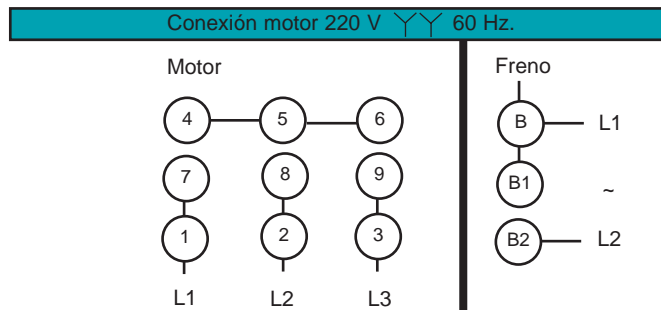 Conexión motor 220 V 60 Hz.
Motor
4 5 6
7 8 9
1 2 3
L1 L2 L3
Freno
B L1
B1 ~
B2 L2